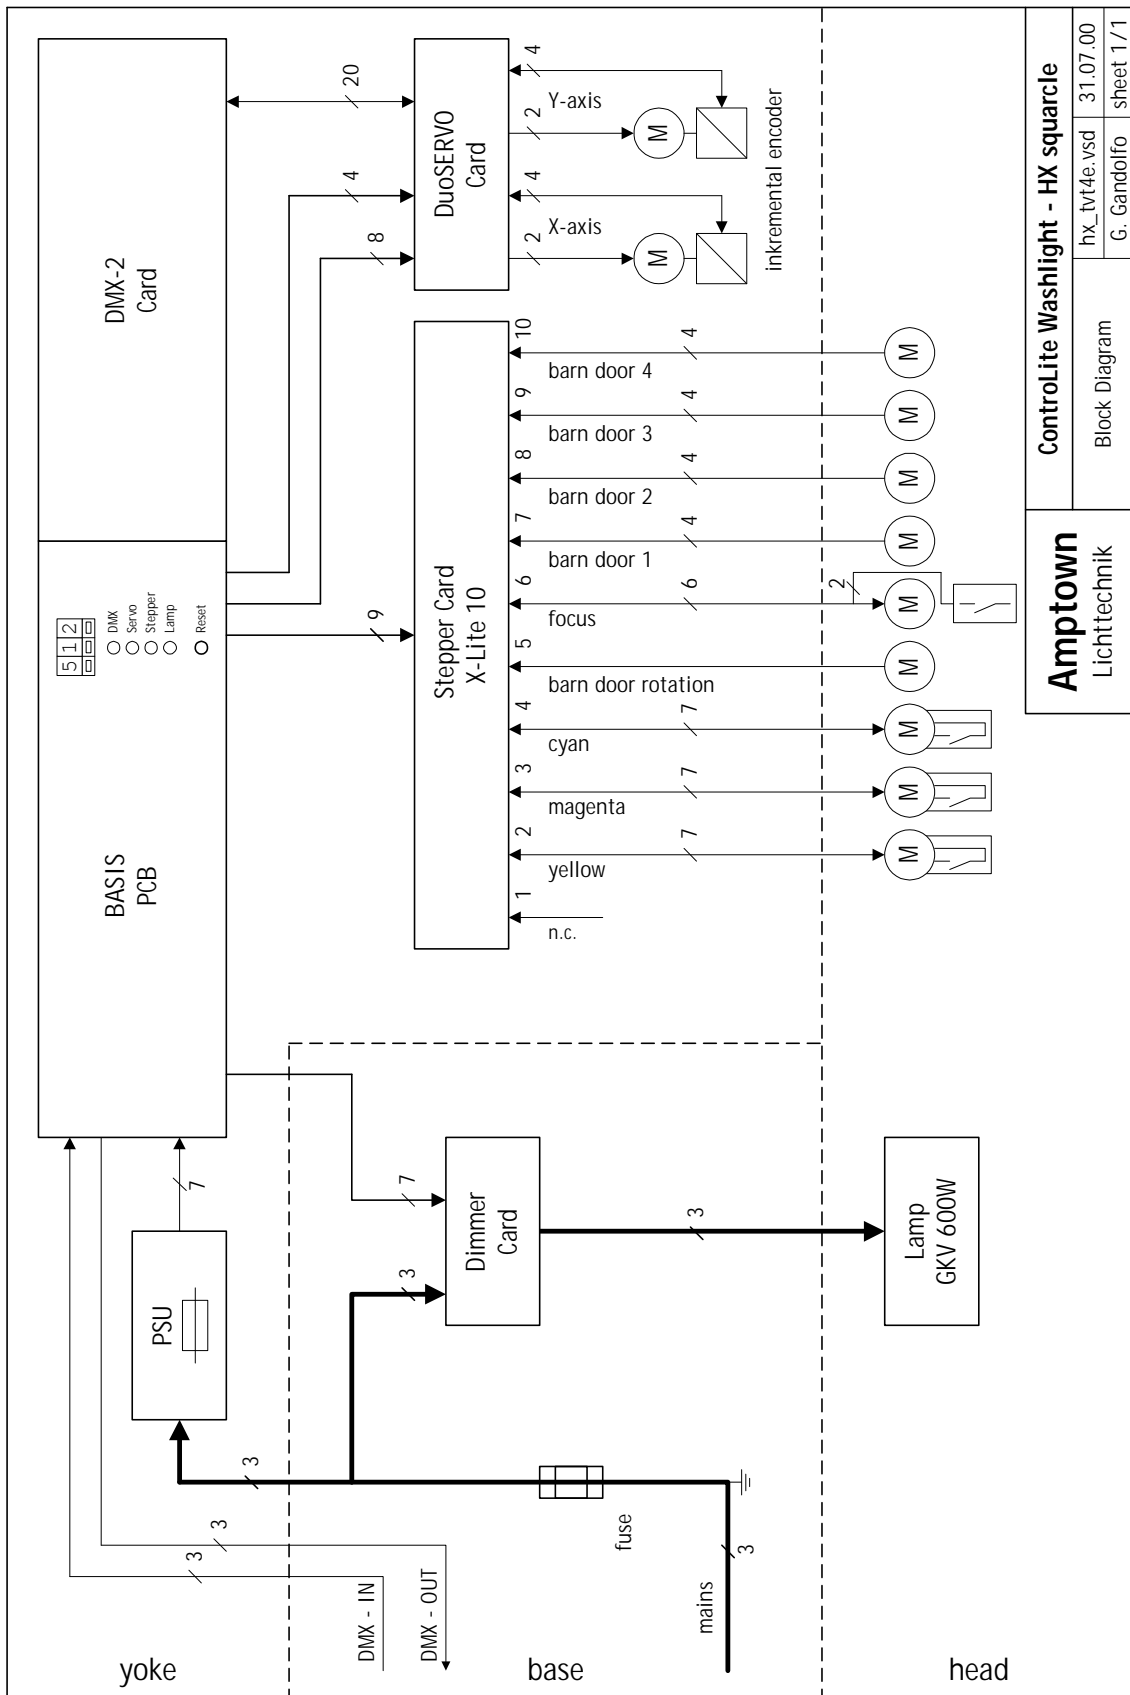 DMX-2
Card
BASIS
PCB
5 1 2
DMX
Servo
Stepper
Lamp
Reset
PSU
7
3
3
3
DMX - IN
DMX - OUT
yoke
20
4
8
9
DuoSERVO
Card
4
Y-axis
2
4
X-axis
2
M
M
inkremental encoder
Stepper Card
X-Lite 10
10
barn door 4
4
M
9
barn door 3
4
M
8
barn door 2
4
M
7
barn door 1
4
M
6
focus
6
2
M
5
barn door rotation
M
4
cyan
7
M
3
magenta
7
M
2
yellow
7
M
1
n.c.
7
3
Dimmer
Card
3
fuse
mains
3
base
Lamp
GKV 600W
head
Amptown
Lichttechnik
ControLite Washlight - HX squarcle
Block Diagram
hx_tvt4e.vsd
31.07.00
G. Gandolfo
sheet 1/1